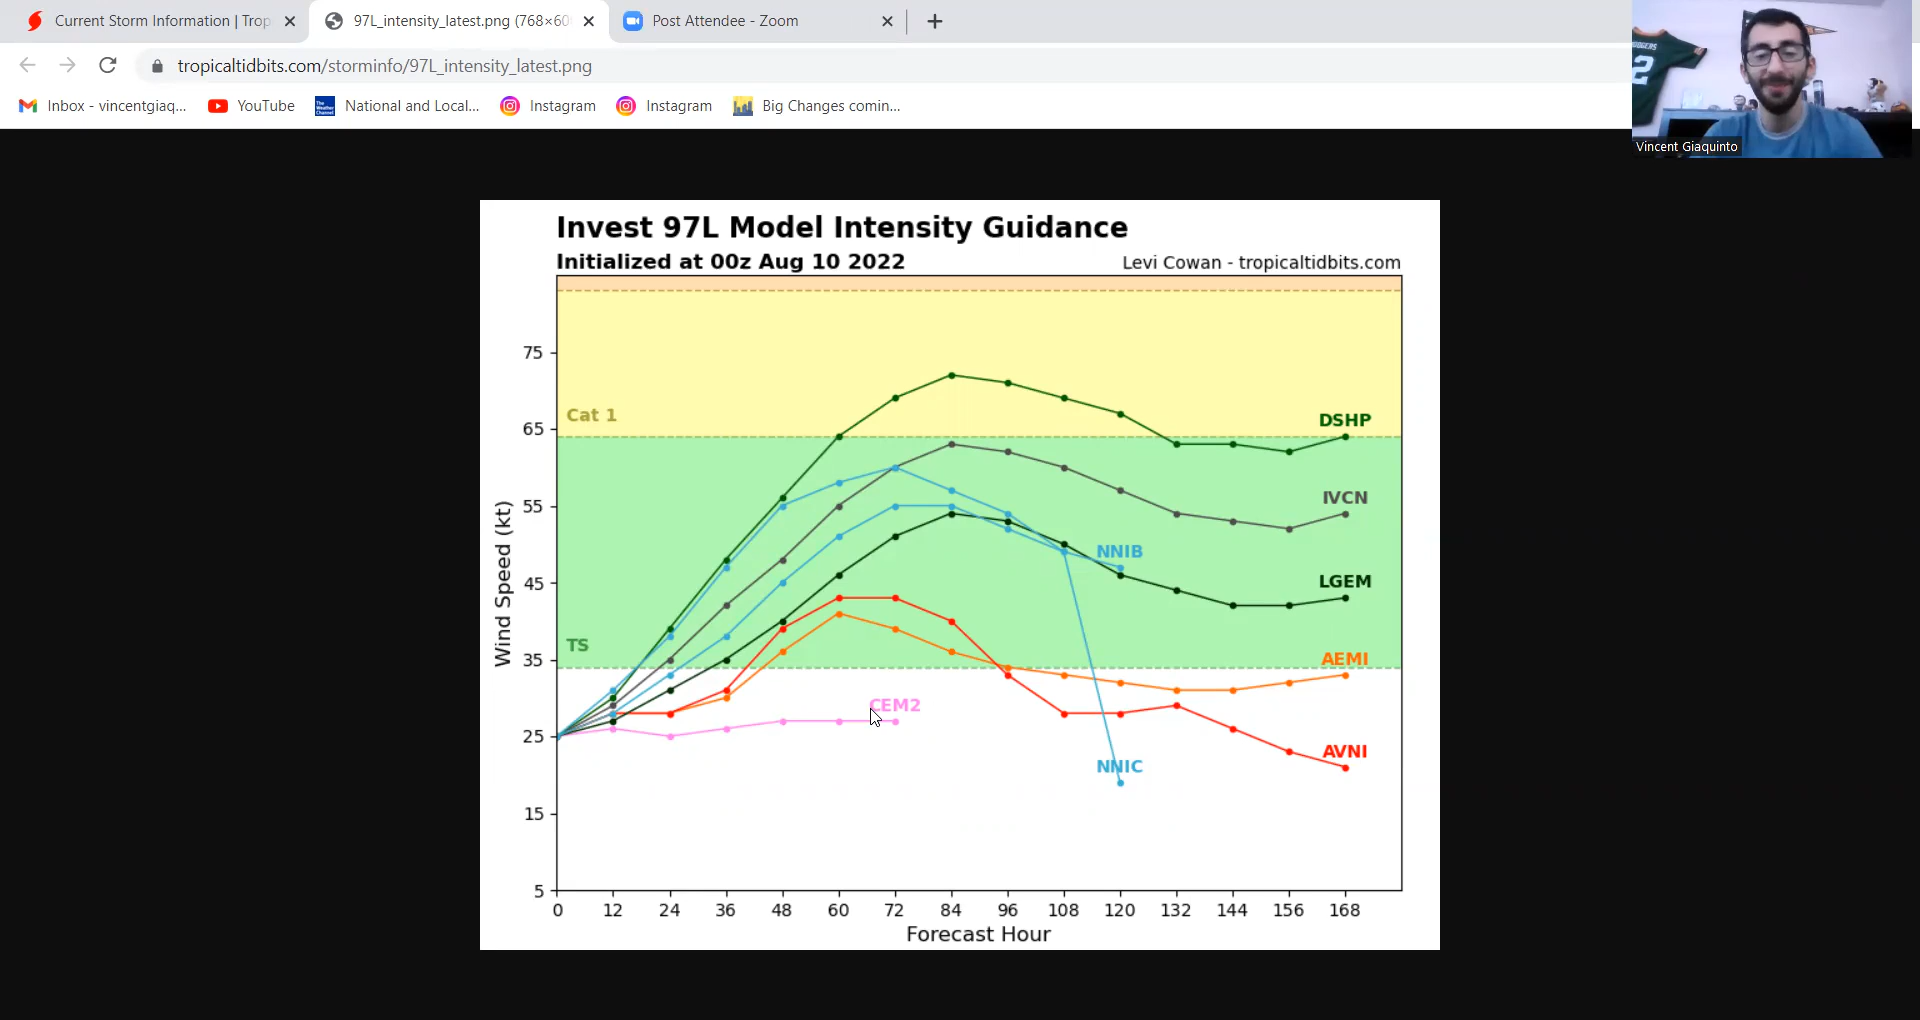 Current Storm Information | Trop
97L_intensity_latest.png (768×60
Post Attendee - Zoom
tropicaltidbits.com/storminfo/97L_intensity_latest.png
Inbox - vincentgiaq...
YouTube
National and Local...
Instagram
Instagram
Big Changes comin...
Vincent Giaquinto
Invest 97L Model Intensity Guidance
Initialized at 00z Aug 10 2022
Levi Cowan - tropicaltidbits.com
75
Cat 1
65
DSHP
IVCN
55
NNIB
45
LGEM
Wind Speed (kt)
TS
35
AEMI
CEM2
25
AVNI
NNIC
15
5
0 12 24 36 48 60 72 84 96 108 120 132 144 156 168
Forecast Hour